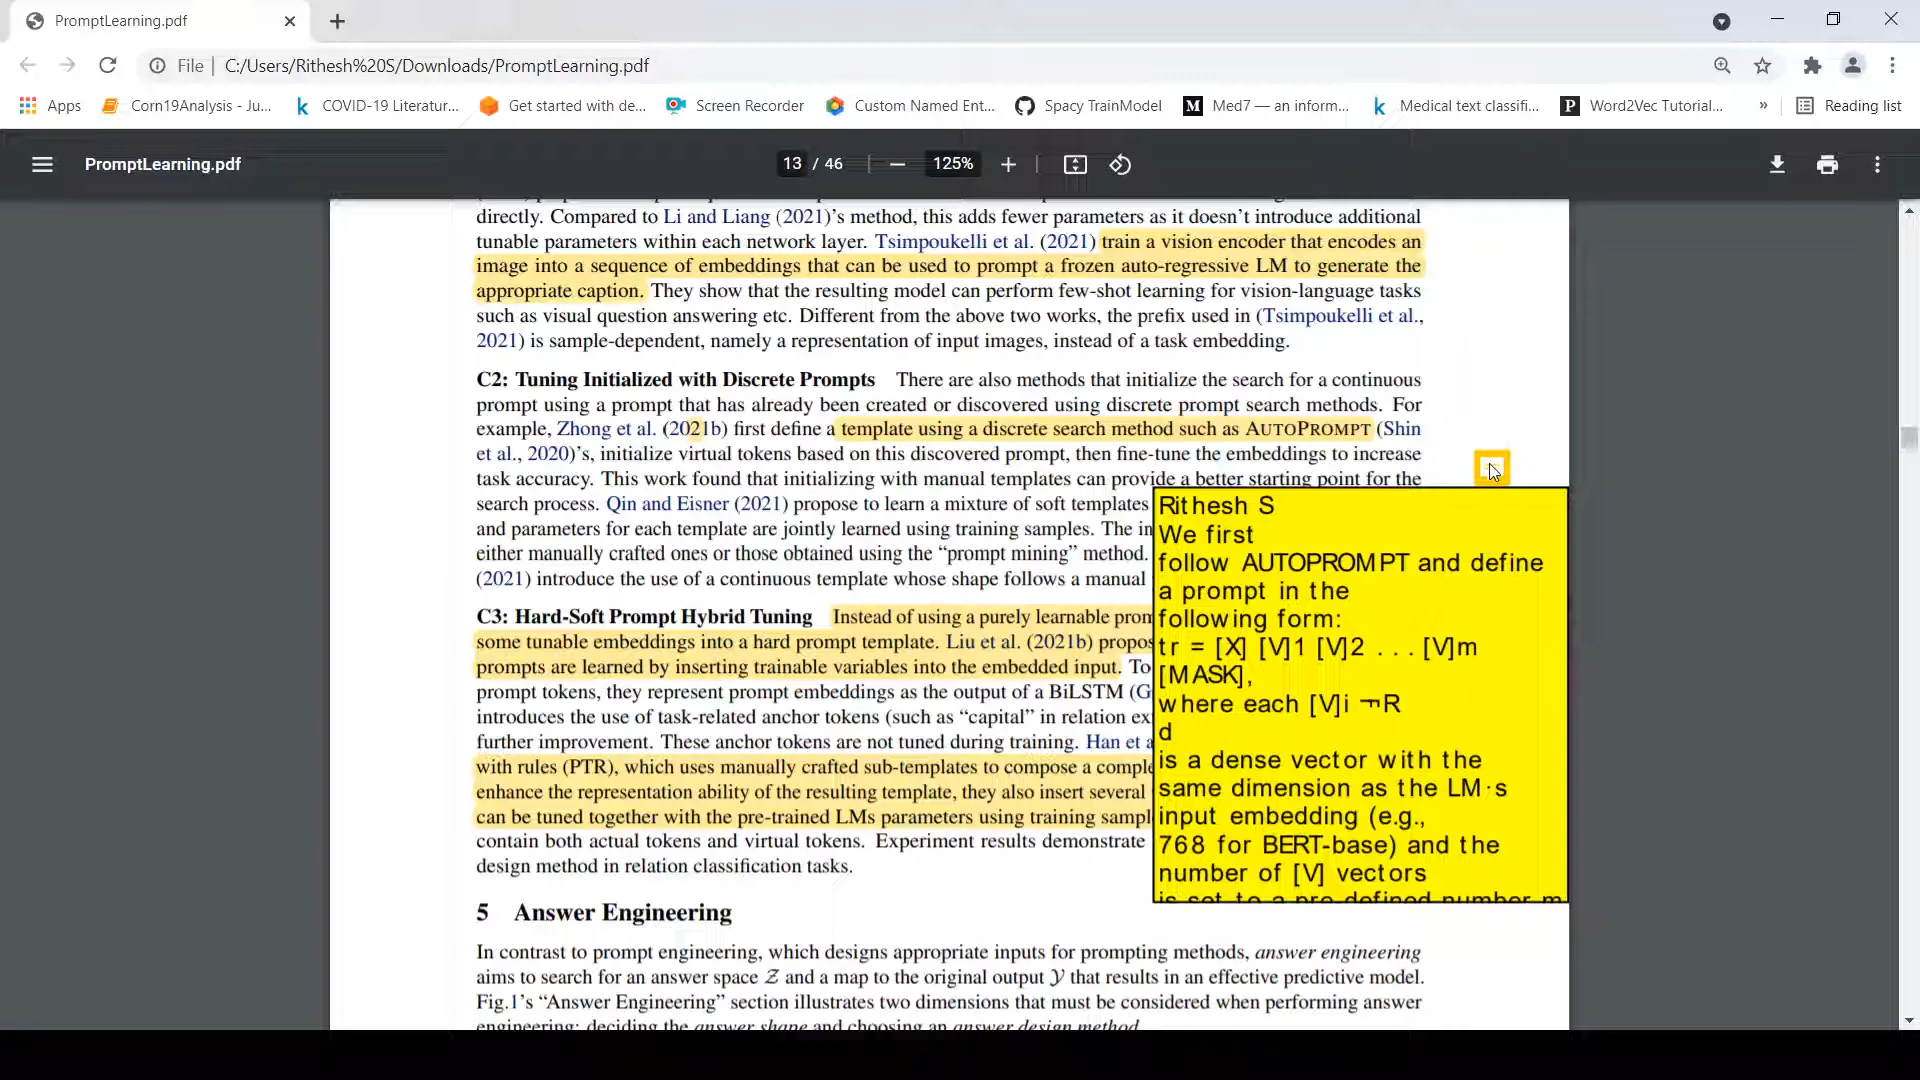 PromptLearning.pdf
File | C:/Users/Rithesh%20S/Downloads/PromptLearning.pdf
Apps Corn19Analysis - Ju... COVID-19 Literatur... Get started with de... Screen Recorder Custom Named Ent... Spacy TrainModel Med7 — an inform... Medical text classifi... Word2Vec Tutorial... » Reading list
PromptLearning.pdf 13 / 46 125%
directly. Compared to Li and Liang (2021)’s method, this adds fewer parameters as it doesn’t introduce additional
tunable parameters within each network layer. Tsimpoukelli et al. (2021) train a vision encoder that encodes an
image into a sequence of embeddings that can be used to prompt a frozen auto-regressive LM to generate the
appropriate caption. They show that the resulting model can perform few-shot learning for vision-language tasks
such as visual question answering etc. Different from the above two works, the prefix used in (Tsimpoukelli et al.,
2021) is sample-dependent, namely a representation of input images, instead of a task embedding.
C2: Tuning Initialized with Discrete Prompts There are also methods that initialize the search for a continuous
prompt using a prompt that has already been created or discovered using discrete prompt search methods. For
example, Zhong et al. (2021b) first define a template using a discrete search method such as AUTOPROMPT (Shin
et al., 2020)’s, initialize virtual tokens based on this discovered prompt, then fine-tune the embeddings to increase
task accuracy. This work found that initializing with manual templates can provide a better starting point for the
search process. Qin and Eisner (2021) propose to learn a mixture of soft templates
and parameters for each template are jointly learned using training samples. The in
either manually crafted ones or those obtained using the “prompt mining” method.
(2021) introduce the use of a continuous template whose shape follows a manual
C3: Hard-Soft Prompt Hybrid Tuning Instead of using a purely learnable prom
some tunable embeddings into a hard prompt template. Liu et al. (2021b) propos
prompts are learned by inserting trainable variables into the embedded input. To
prompt tokens, they represent prompt embeddings as the output of a BiLSTM (G
introduces the use of task-related anchor tokens (such as “capital” in relation ex
further improvement. These anchor tokens are not tuned during training. Han et a
with rules (PTR), which uses manually crafted sub-templates to compose a comple
enhance the representation ability of the resulting template, they also insert several
can be tuned together with the pre-trained LMs parameters using training sampl
contain both actual tokens and virtual tokens. Experiment results demonstrate
design method in relation classification tasks.
Rithesh S
We first
follow AUTOPROMPT and define
a prompt in the
following form:
tr = [X] [V]1 [V]2 . . . [V]m
[MASK],
where each [V]i ¬R
d
is a dense vector with the
same dimension as the LM·s
input embedding (e.g.,
768 for BERT-base) and the
number of [V] vectors
is set to a pre-defined number m
5 Answer Engineering
In contrast to prompt engineering, which designs appropriate inputs for prompting methods, answer engineering
aims to search for an answer space Z and a map to the original output Y that results in an effective predictive model.
Fig.1’s “Answer Engineering” section illustrates two dimensions that must be considered when performing answer
engineering: deciding the answer shape and choosing an answer design method.